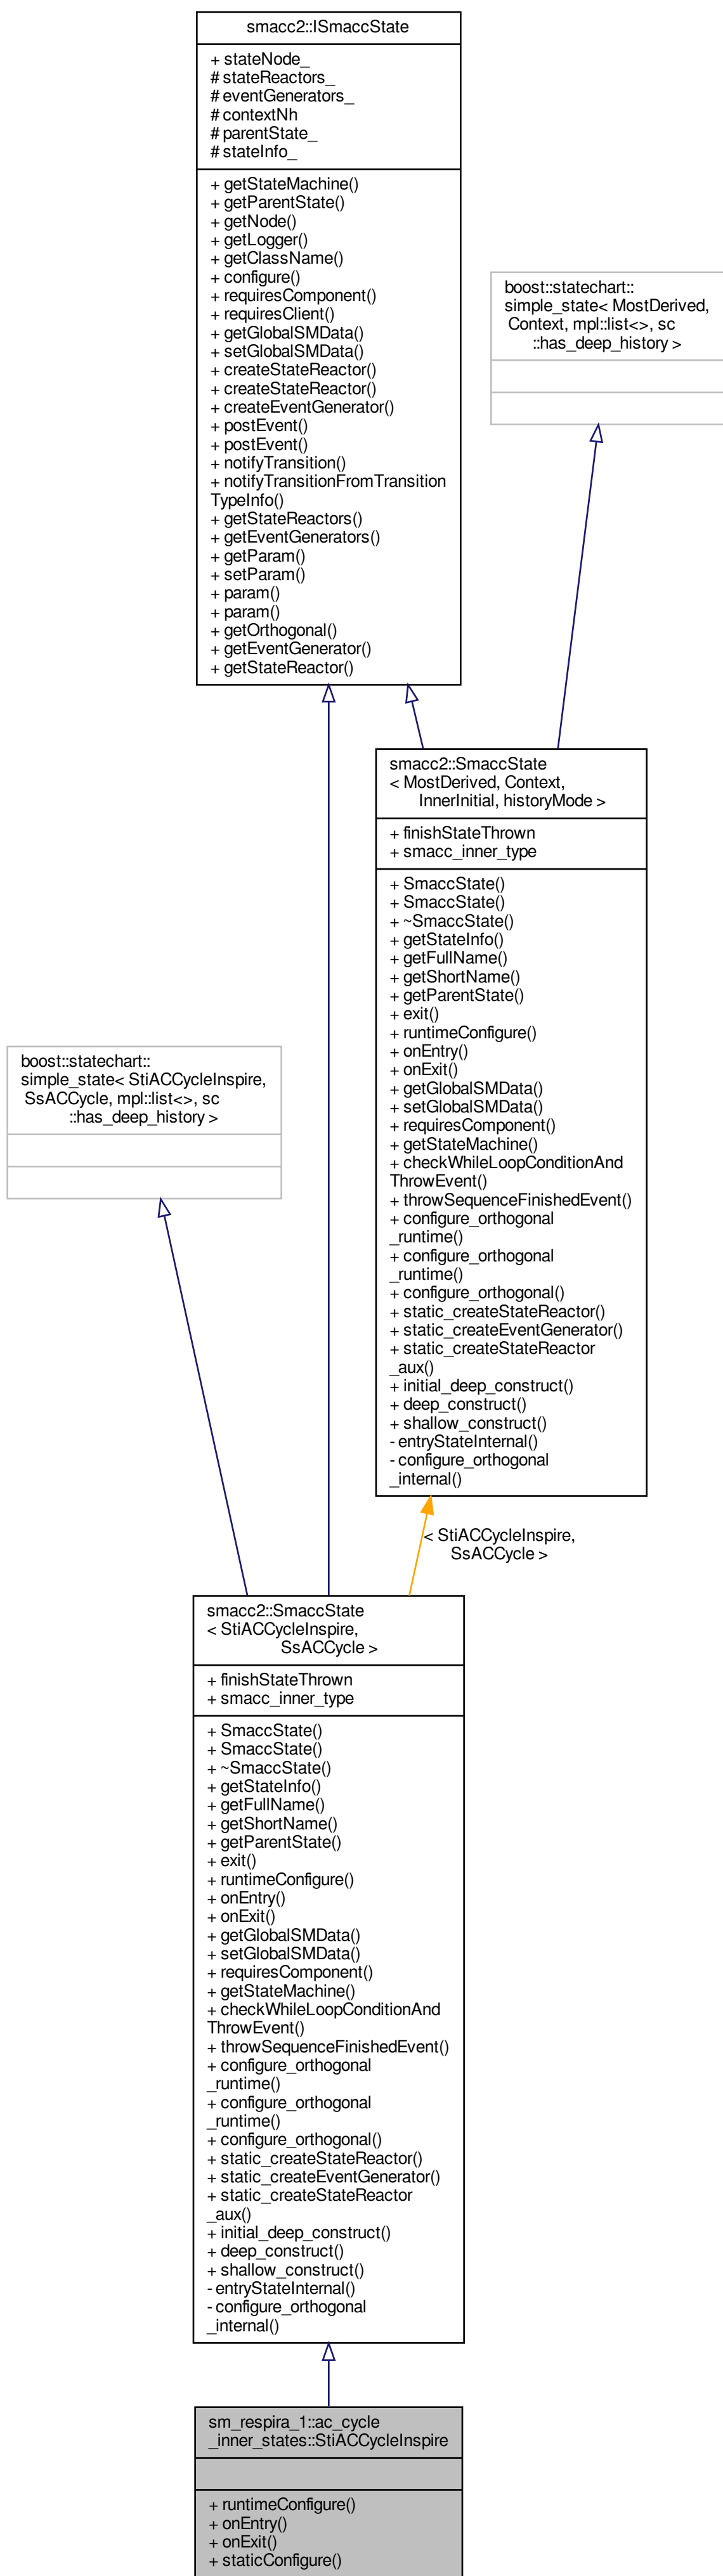 smacc2::ISmaccState
+ stateNode_
# stateReactors_
# eventGenerators_
# contextNh
# parentState_
# stateInfo_
+ getStateMachine()
+ getParentState()
+ getNode()
+ getLogger()
+ getClassName()
+ configure()
+ requiresComponent()
+ requiresClient()
+ getGlobalSMData()
+ setGlobalSMData()
+ createStateReactor()
+ createStateReactor()
+ createEventGenerator()
+ postEvent()
+ postEvent()
+ notifyTransition()
+ notifyTransitionFromTransition
TypeInfo()
+ getStateReactors()
+ getEventGenerators()
+ getParam()
+ setParam()
+ param()
+ param()
+ getOrthogonal()
+ getEventGenerator()
+ getStateReactor()
boost::statechart::
simple_state< MostDerived,
Context, mpl::list<>, sc
::has_deep_history >
smacc2::SmaccState
< MostDerived, Context,
InnerInitial, historyMode >
+ finishStateThrown
+ smacc_inner_type
+ SmaccState()
+ SmaccState()
+ ~SmaccState()
+ getStateInfo()
+ getFullName()
+ getShortName()
+ getParentState()
+ exit()
+ runtimeConfigure()
+ onEntry()
+ onExit()
+ getGlobalSMData()
+ setGlobalSMData()
+ requiresComponent()
+ getStateMachine()
+ checkWhileLoopConditionAnd
ThrowEvent()
+ throwSequenceFinishedEvent()
+ configure_orthogonal
_runtime()
+ configure_orthogonal
_runtime()
+ configure_orthogonal()
+ static_createStateReactor()
+ static_createEventGenerator()
+ static_createStateReactor
_aux()
+ initial_deep_construct()
+ deep_construct()
+ shallow_construct()
- entryStateInternal()
- configure_orthogonal
_internal()
boost::statechart::
simple_state< StiACCycleInspire,
SsACCycle, mpl::list<>, sc
::has_deep_history >
< StiACCycleInspire,
SsACCycle >
smacc2::SmaccState
< StiACCycleInspire,
SsACCycle >
+ finishStateThrown
+ smacc_inner_type
+ SmaccState()
+ SmaccState()
+ ~SmaccState()
+ getStateInfo()
+ getFullName()
+ getShortName()
+ getParentState()
+ exit()
+ runtimeConfigure()
+ onEntry()
+ onExit()
+ getGlobalSMData()
+ setGlobalSMData()
+ requiresComponent()
+ getStateMachine()
+ checkWhileLoopConditionAnd
ThrowEvent()
+ throwSequenceFinishedEvent()
+ configure_orthogonal
_runtime()
+ configure_orthogonal
_runtime()
+ configure_orthogonal()
+ static_createStateReactor()
+ static_createEventGenerator()
+ static_createStateReactor
_aux()
+ initial_deep_construct()
+ deep_construct()
+ shallow_construct()
- entryStateInternal()
- configure_orthogonal
_internal()
sm_respira_1::ac_cycle
_inner_states::StiACCycleInspire
+ runtimeConfigure()
+ onEntry()
+ onExit()
+ staticConfigure()